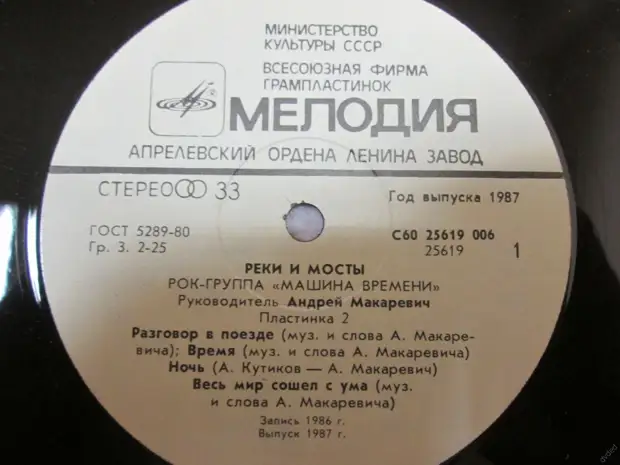 МИНИСТЕРСТВО
КУЛЬТУРЫ СССР
ВСЕСОЮЗНАЯ ФИРМА
ГРАМПЛАСТИНОК
МЕЛОДИЯ
АПРЕЛЕВСКИЙ ОРДЕНА ЛЕНИНА ЗАВОД
СТЕРЕО 33
Год выпуска 1987
ГОСТ 5289-80
Гр. 3. 2-25
С60 25619 006
25619 1
РЕКИ И МОСТЫ
РОК-ГРУППА «МАШИНА ВРЕМЕНИ»
Руководитель Андрей Макаревич
Пластинка 2
Разговор в поезде (муз. и слова А. Макаре-
вича); Время (муз. и слова А. Макаревича)
Ночь (А. Кутиков — А. Макаревич)
Весь мир сошел с ума (муз.
и слова А. Макаревича)
Запись 1986 г.
Выпуск 1987 г.